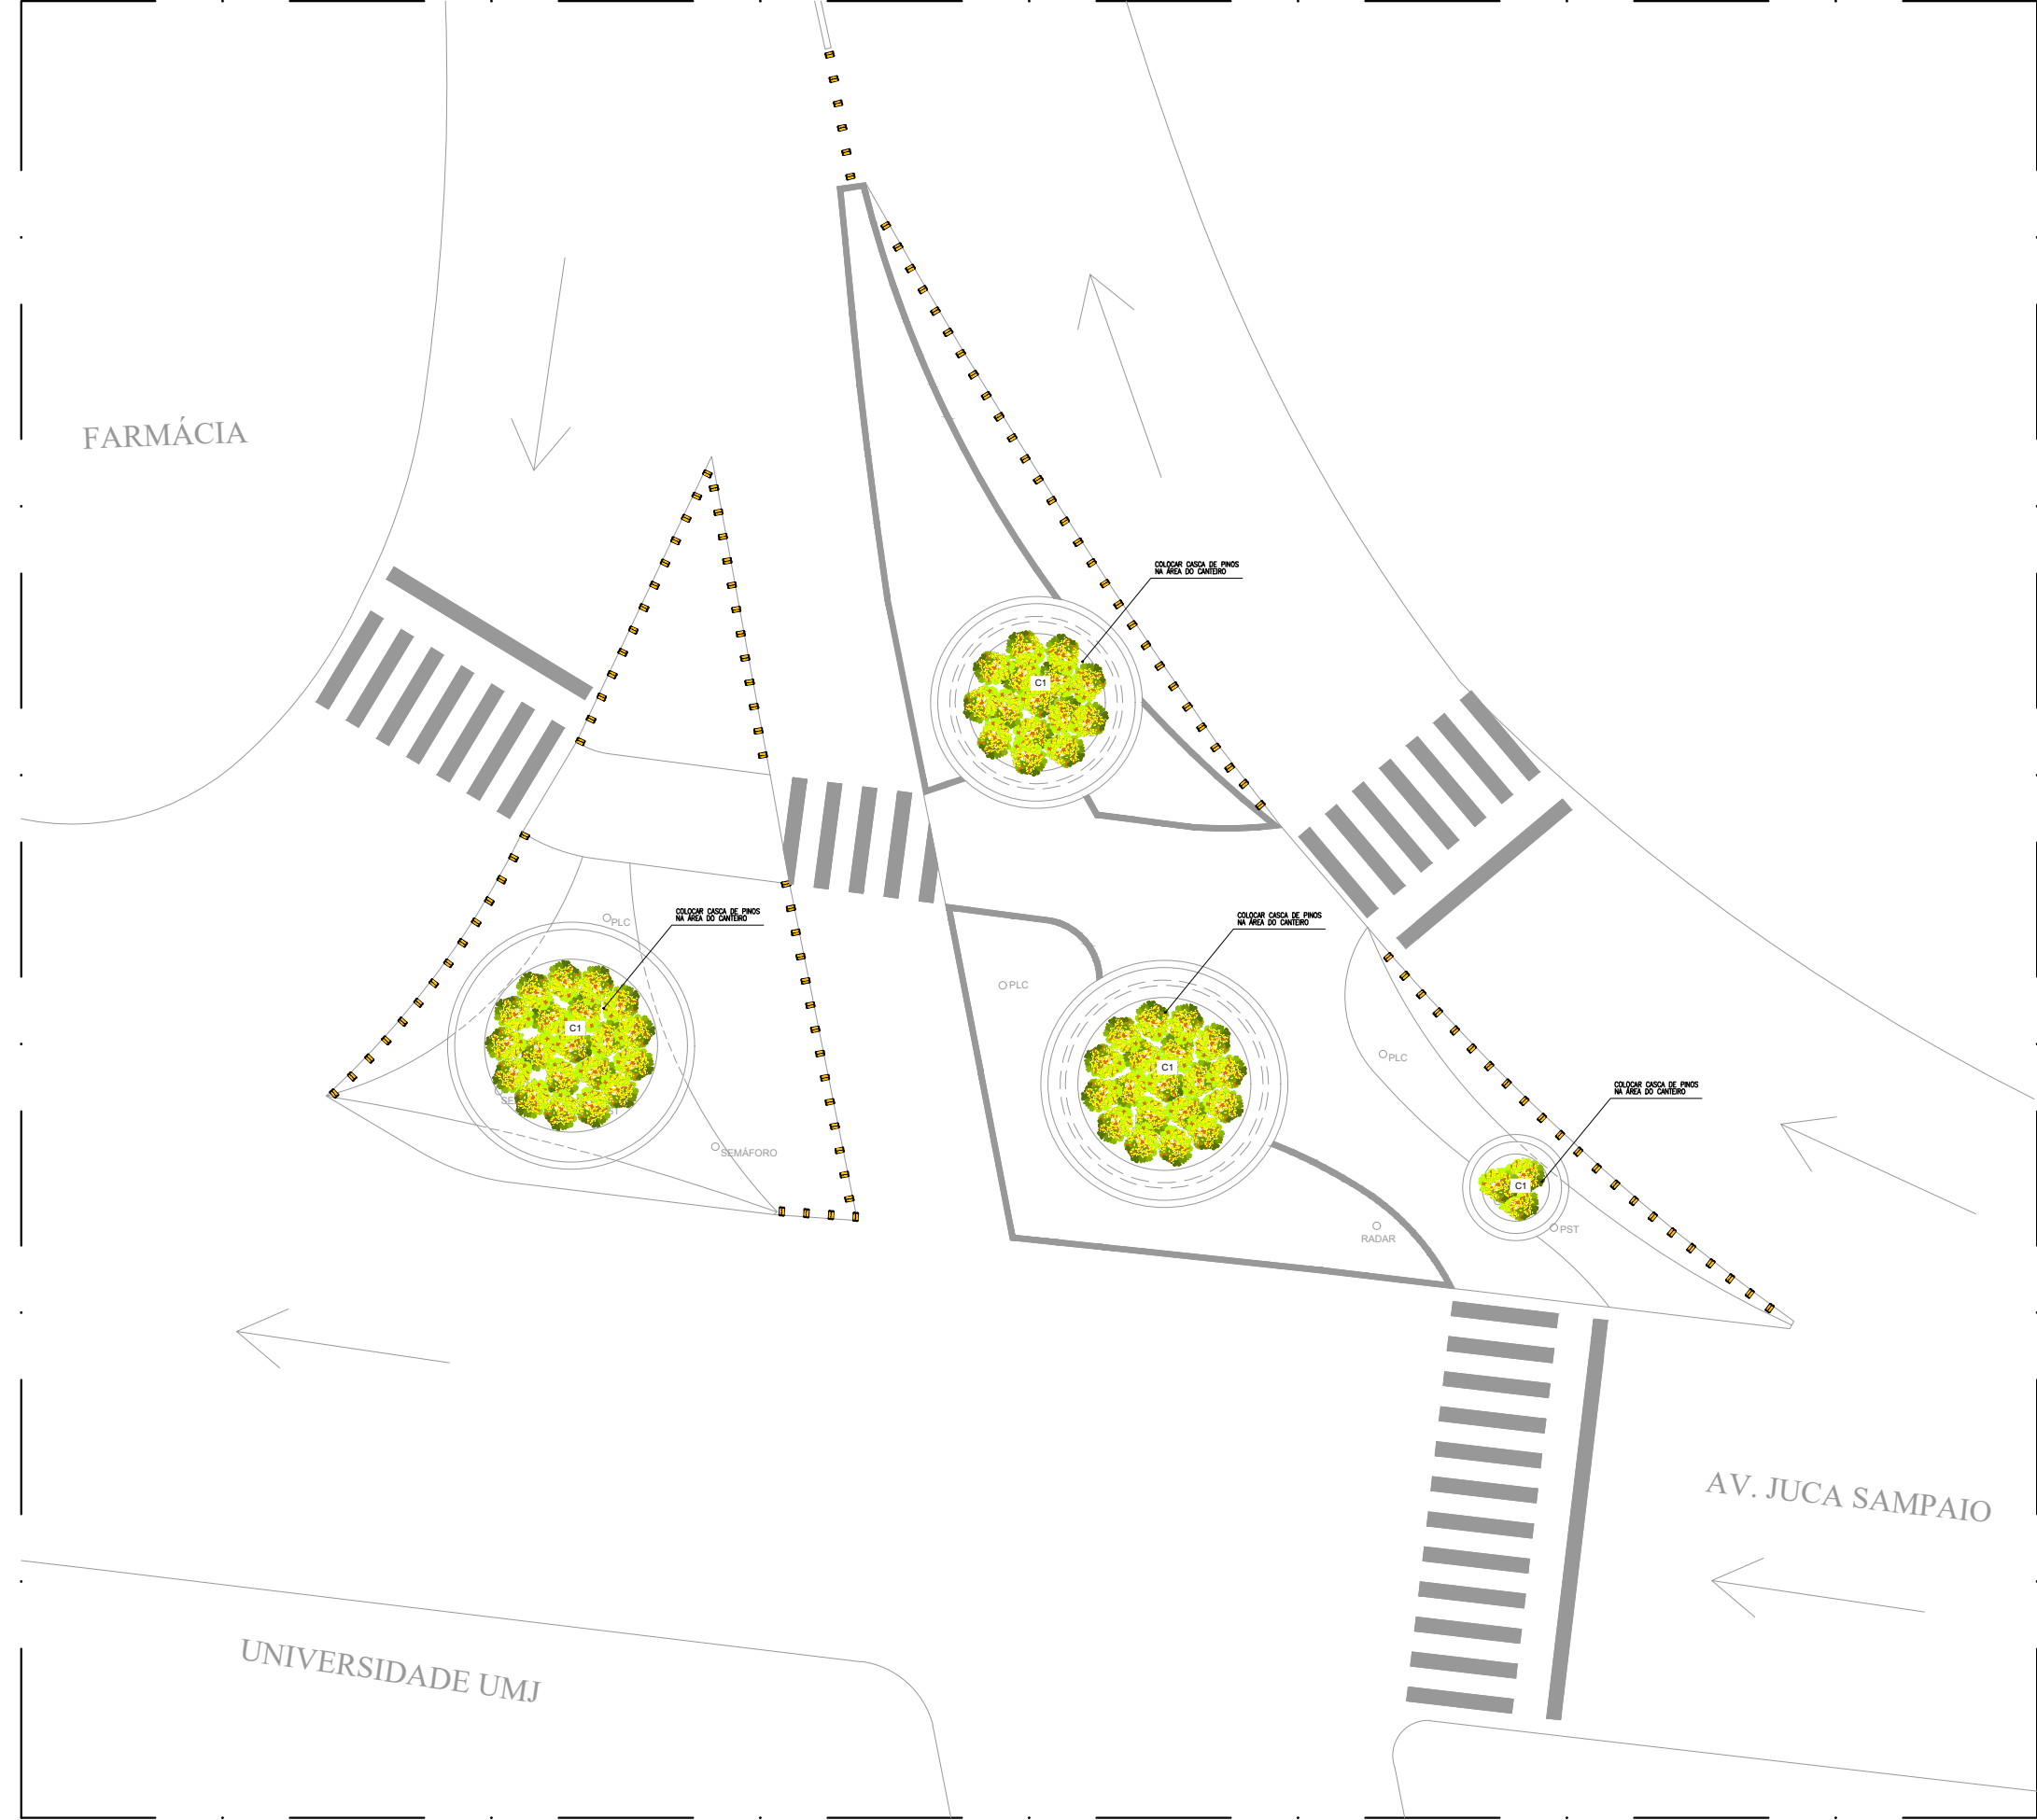 FARMÁCIA
COLOCAR CASCA DE PINOS
NA ÁREA DO CANTEIRO
C1
COLOCAR CASCA DE PINOS
NA ÁREA DO CANTEIRO
PLC
COLOCAR CASCA DE PINOS
NA ÁREA DO CANTEIRO
PLC
C1
C1
PLC
COLOCAR CASCA DE PINOS
NA ÁREA DO CANTEIRO
SEMÁFORO
C1
PST
RADAR
AV. JUCA SAMPAIO
UNIVERSIDADE UMJ